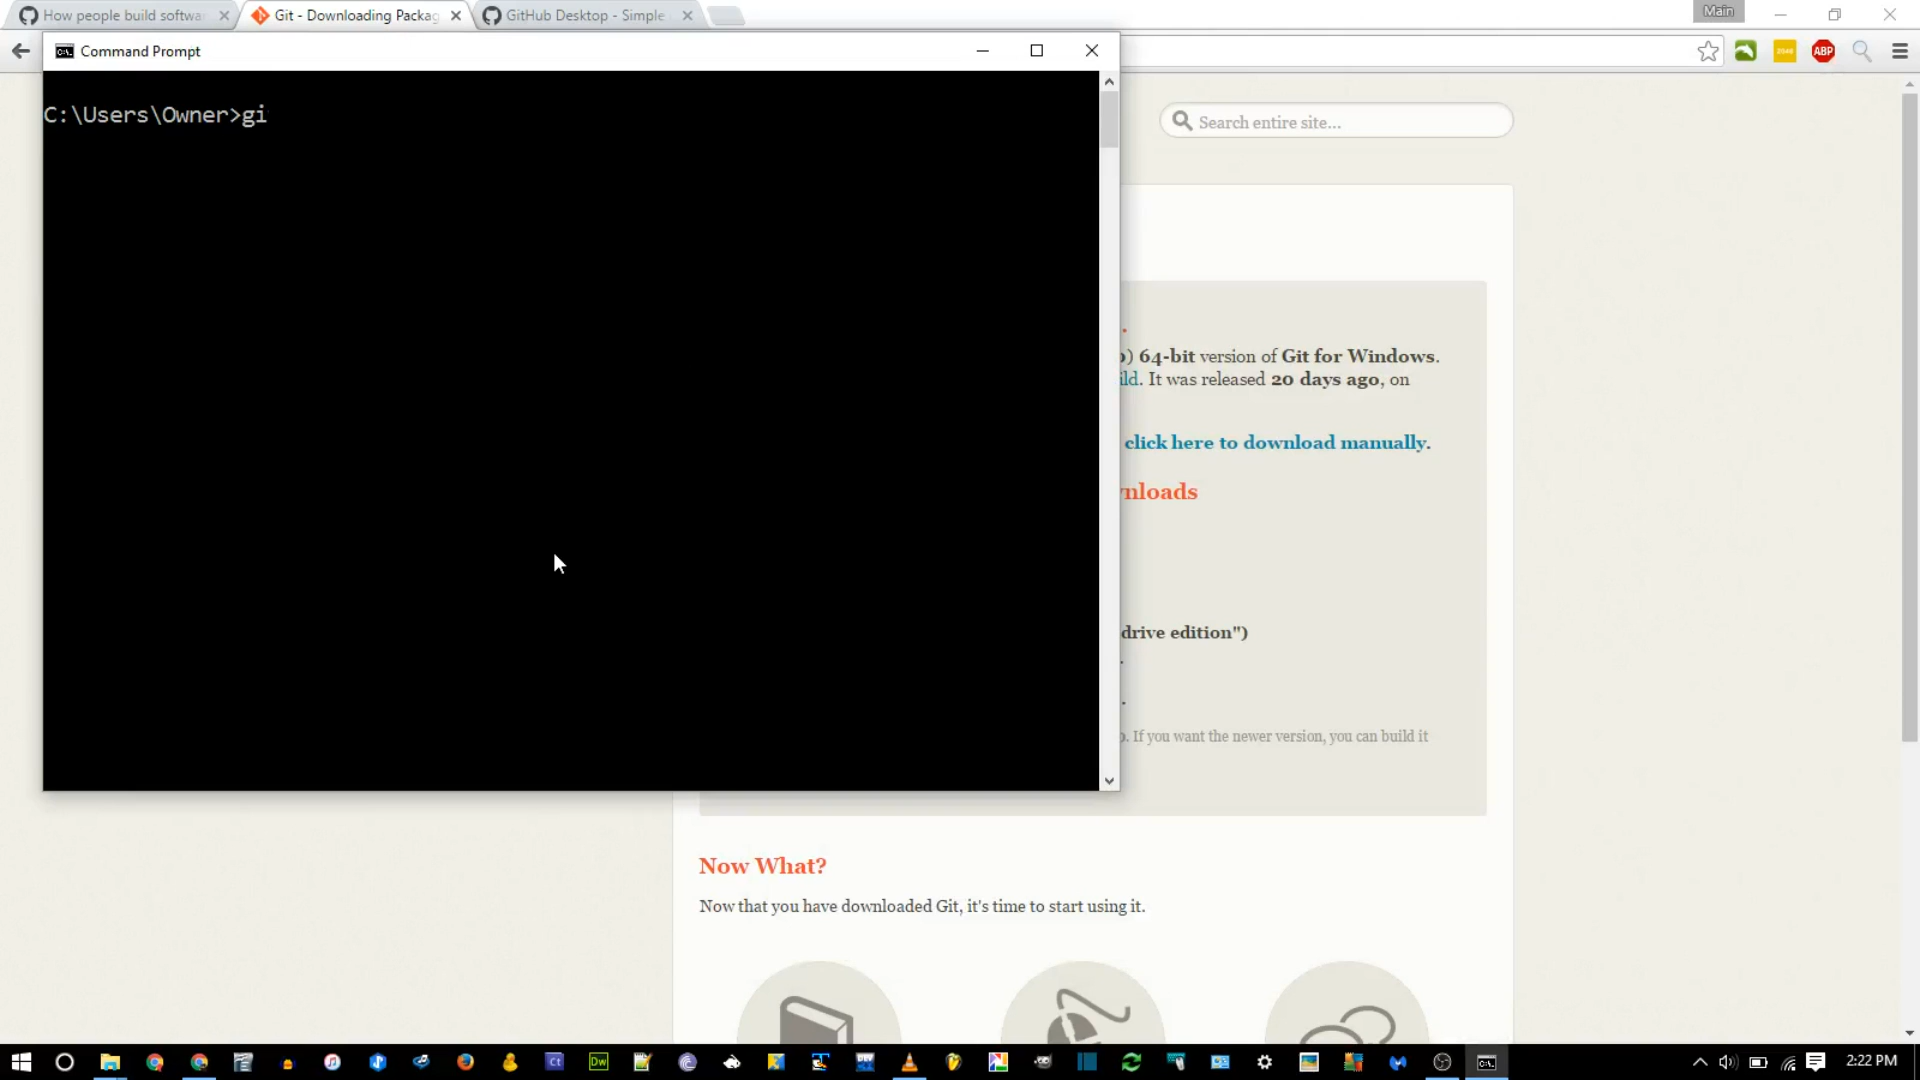 How people build softwar
Git - Downloading Packag
GitHub Desktop - Simple
Main
Command Prompt
ABP
C:\Users\Owner>gi
Search entire site...
) 64-bit version of Git for Windows.
ild. It was released 20 days ago, on
click here to download manually.
nloads
drive edition")
. If you want the newer version, you can build it
Now What?
Now that you have downloaded Git, it's time to start using it.
Ct
Dw
2:22 PM